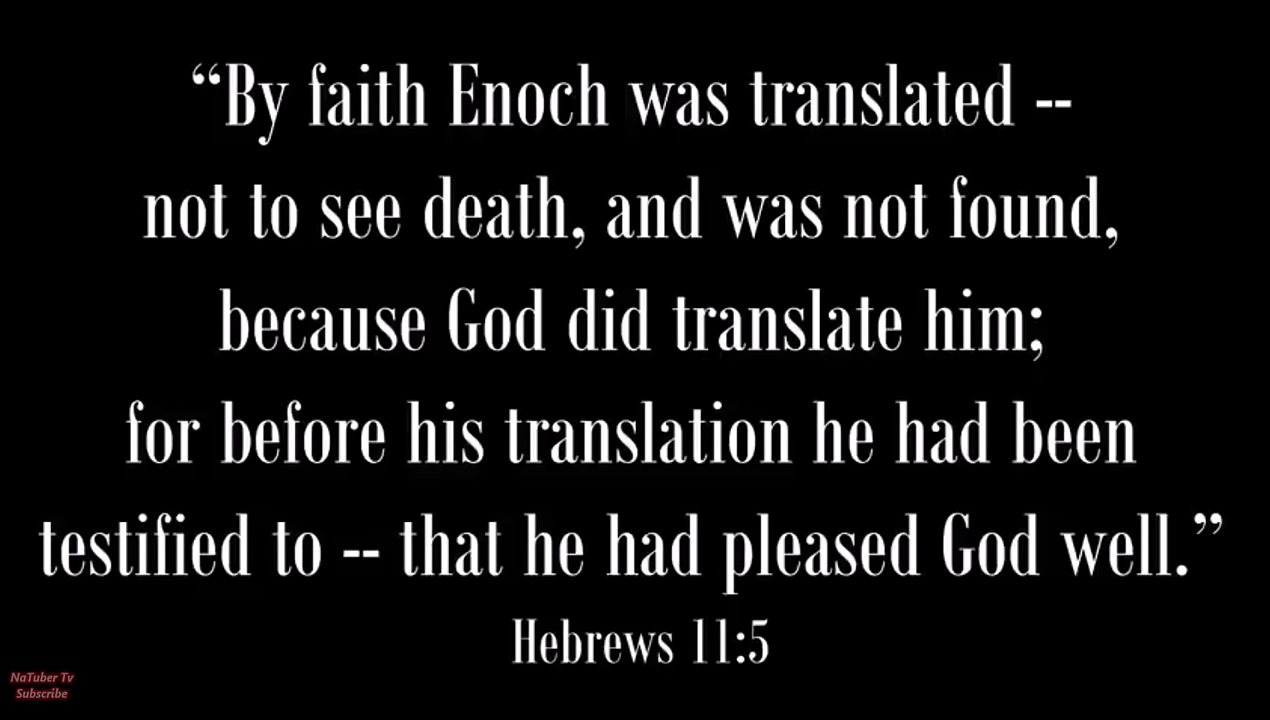 “By faith Enoch was translated --
not to see death, and was not found,
because God did translate him;
for before his translation he had been
testified to -- that he had pleased God well.”
Hebrews 11:5
NaTuber Tv
Subscribe